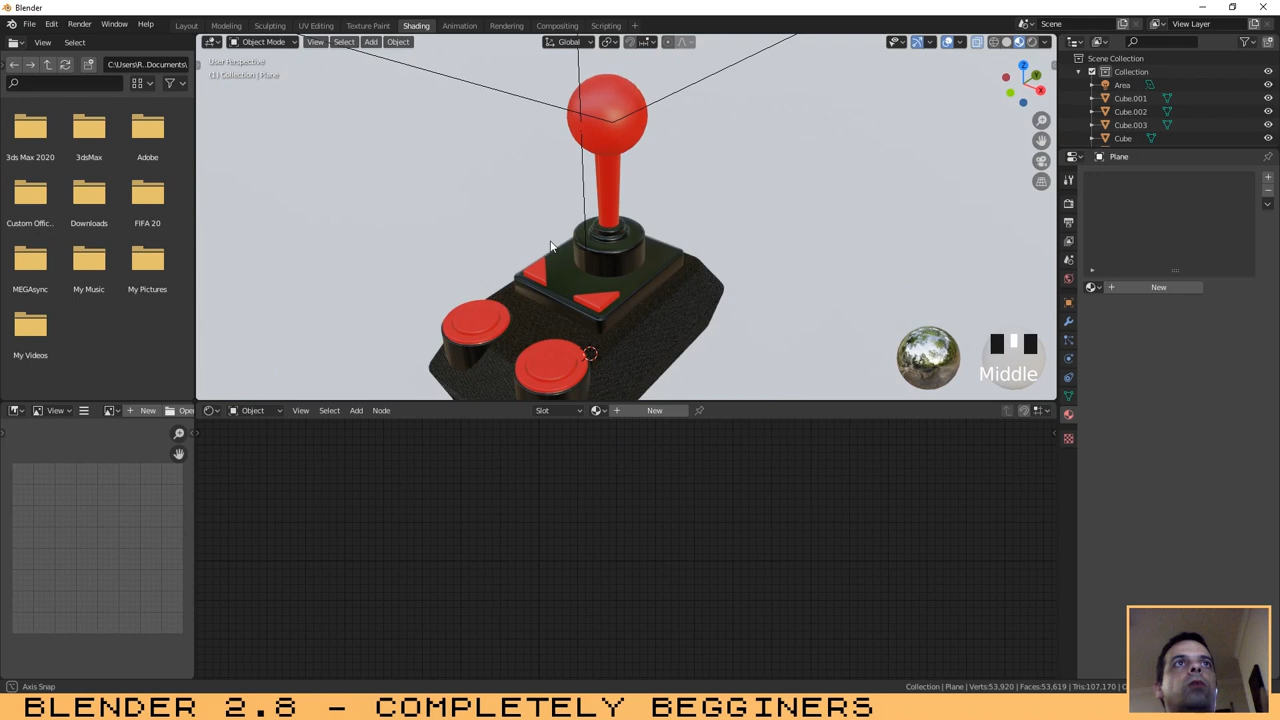 Blender
File Edit Render Window Help Layout Modeling Sculpting UV Editing Texture Paint Shading Animation Rendering Compositing Scripting + Scene View Layer
View Select Object Mode View Select Add Object Global
C:\Users\R...Documents\
User Perspective
(1) Collection | Plane
Scene Collection
Collection
Area
Cube.001
Cube.002
Cube.003
Cube
Plane
3ds Max 2020 3dsMax Adobe
Custom Offic.. Downloads FIFA 20
MEGAsync My Music My Pictures
My Videos
New
Middle
View New Open Object View Select Add Node Slot New
Axis Snap
Collection | Plane | Verts:53,920 | Faces:53,619 | Tris:107,170 |
BLENDER 2.8 - COMPLETELY BEGGINERS